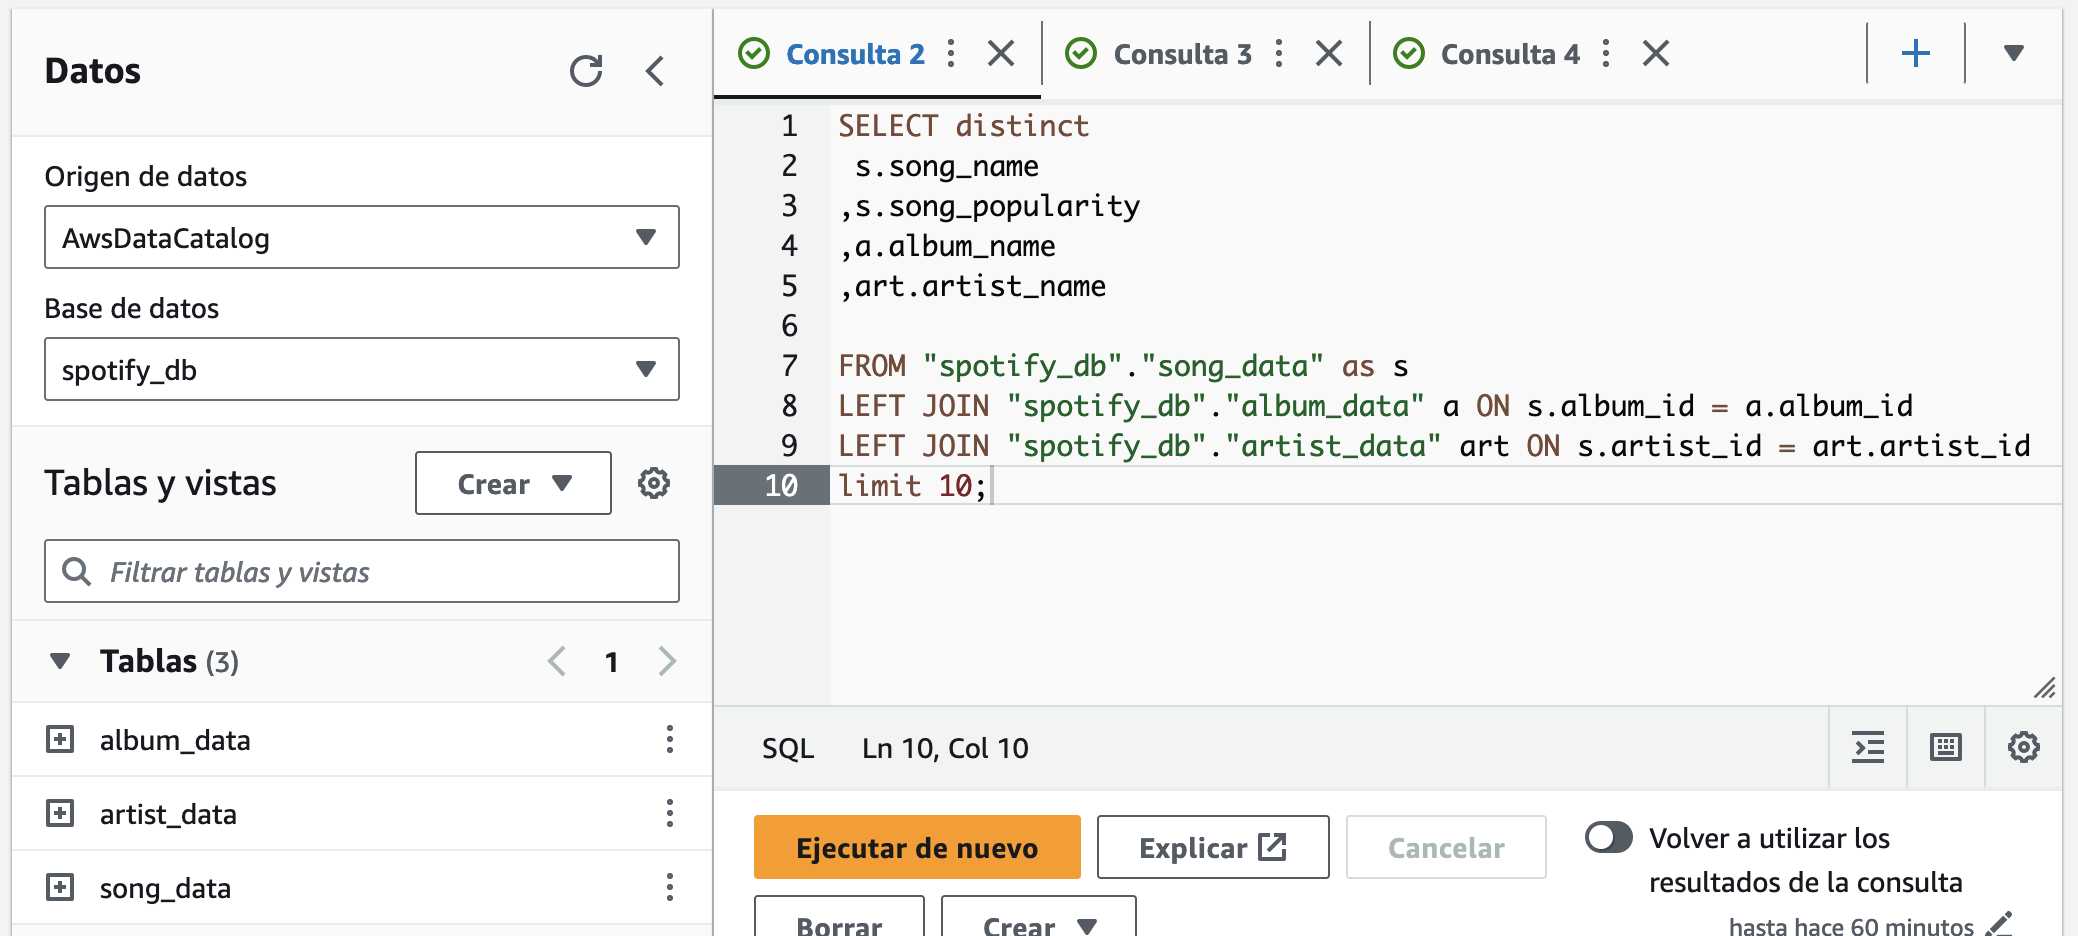 Datos
Origen de datos
AwsDataCatalog
Base de datos
spotify_db
Tablas y vistas
Crear
Filtrar tablas y vistas
Tablas (3)
1
album_data
artist_data
song_data
Consulta 2
Consulta 3
Consulta 4
1 SELECT distinct
2  s.song_name
3 ,s.song_popularity
4 ,a.album_name
5 ,art.artist_name
6
7 FROM "spotify_db"."song_data" as s
8 LEFT JOIN "spotify_db"."album_data" a ON s.album_id = a.album_id
9 LEFT JOIN "spotify_db"."artist_data" art ON s.artist_id = art.artist_id
10 limit 10;
SQL Ln 10, Col 10
Ejecutar de nuevo
Explicar
Cancelar
Volver a utilizar los
resultados de la consulta
hasta hace 60 minutos
Borrar
Crear